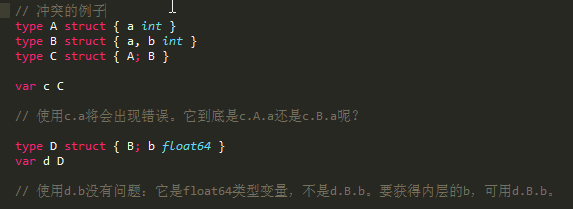 // 冲突的例子
type A struct { a int }
type B struct { a, b int }
type C struct { A; B }
var c C
// 使用c.a将会出现错误。它到底是c.A.a还是c.B.a呢？
type D struct { B; b float64 }
var d D
// 使用d.b没有问题：它是float64类型变量，不是d.B.b。要获得内层的b，可用d.B.b。